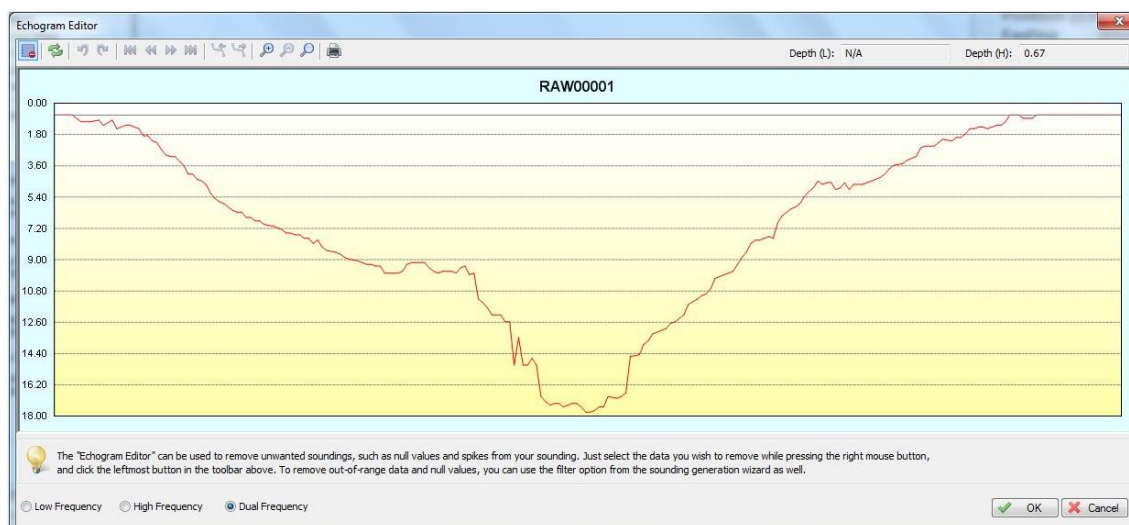 Echogram Editor
Depth (L): N/A Depth (H): 0.67
RAW00001
0.00
1.80
3.60
5.40
7.20
9.00
10.80
12.60
14.40
16.20
18.00
The "Echogram Editor" can be used to remove unwanted soundings, such as null values and spikes from your sounding. Just select the data you wish to remove while pressing the right mouse button,
and click the leftmost button in the toolbar above. To remove out-of-range data and null values, you can use the filter option from the sounding generation wizard as well.
Low Frequency High Frequency Dual Frequency OK Cancel